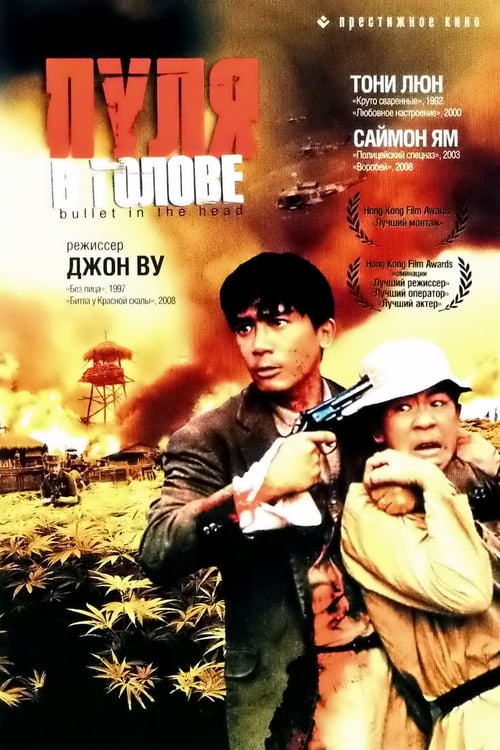 престижное кино
ПУЛЯ
В ГОЛОВЕ
bullet in the head
режиссер
ДЖОН ВУ
«Без лица», 1997
«Битва у Красной скалы», 2008
ТОНИ ЛЮН
«Круто сваренные», 1992
«Любовное настроение», 2000
САЙМОН ЯМ
«Полицейский спецназ», 2003
«Воробей», 2008
Hong Kong Film Awards
«Лучший монтаж»
Hong Kong Film Awards
номинации
«Лучший режиссер»
«Лучший оператор»
«Лучший актер»